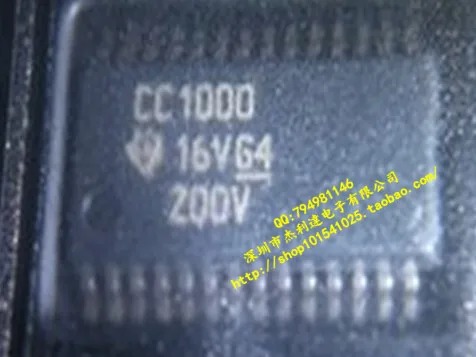 CC1000
16VG4
Z00V
QQ:794981146
深圳市杰利达电子有限公司
http://shop101541025.taobao.com/